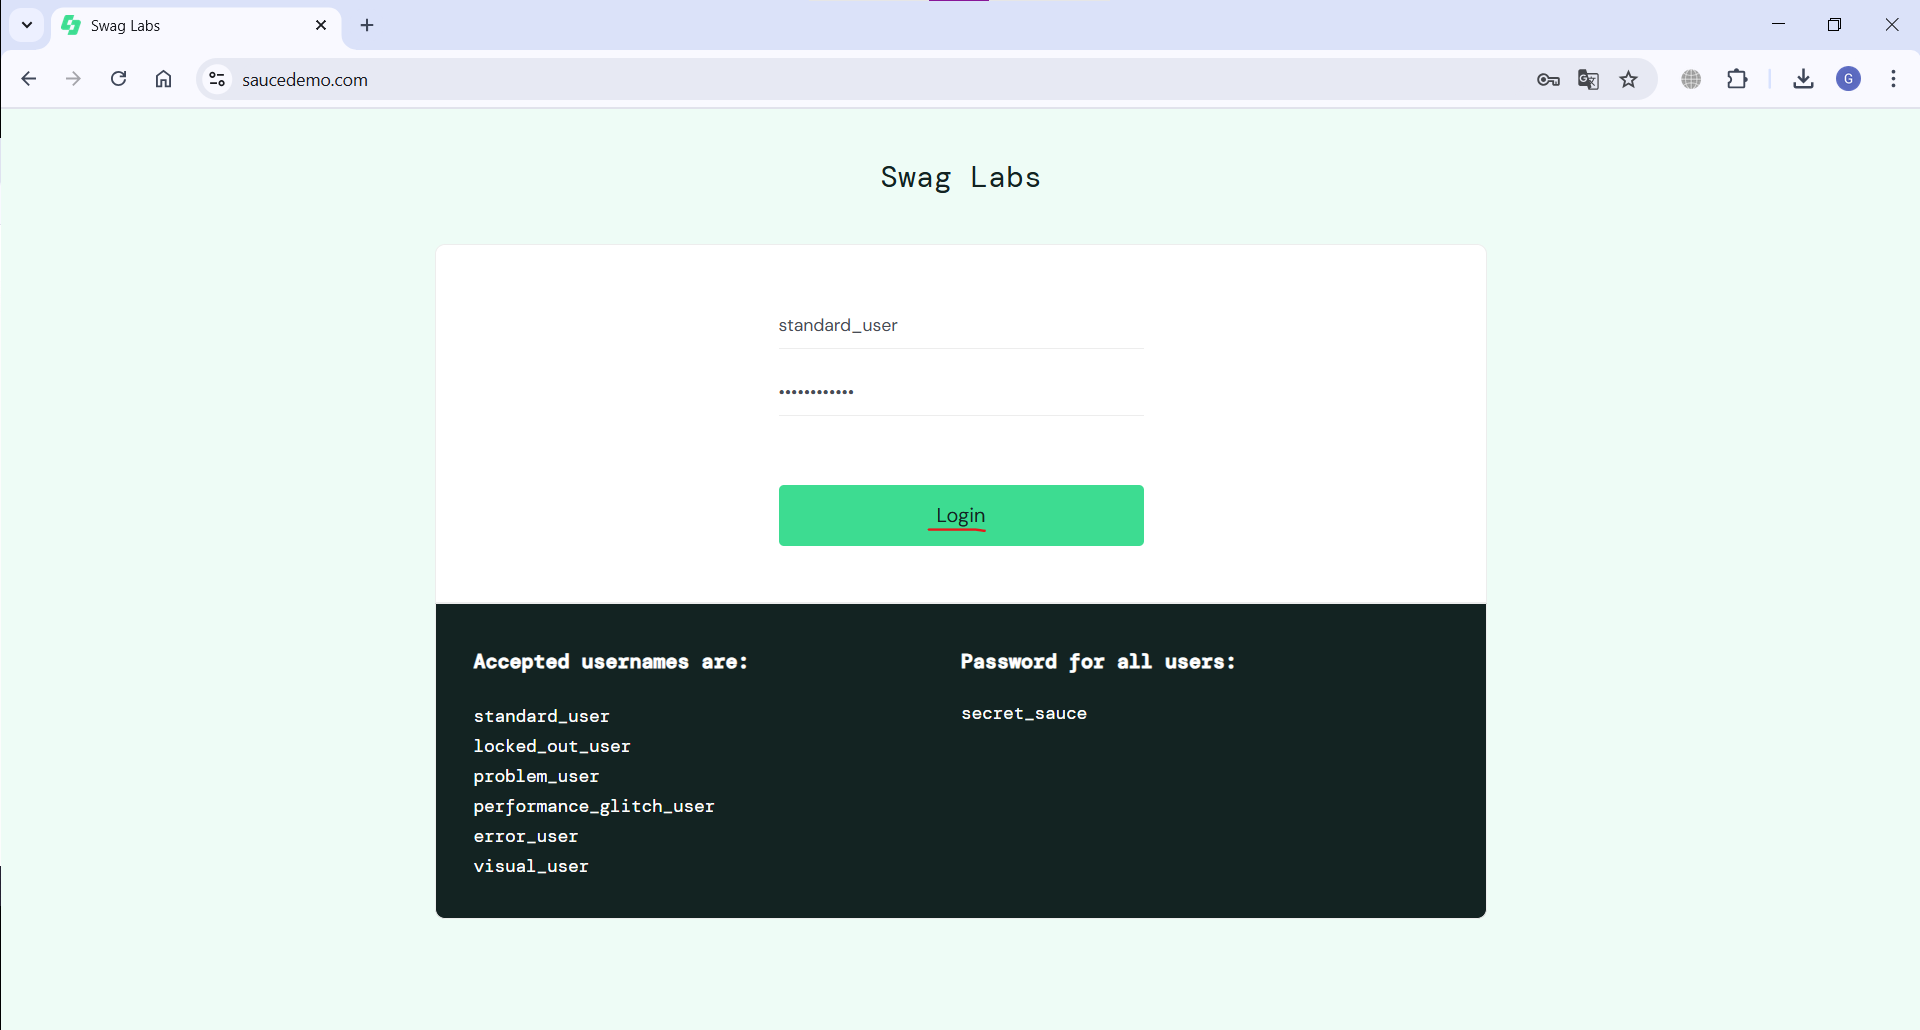 Swag Labs
saucedemo.com
G
Swag Labs
standard_user
••••••••••••
Login
Accepted usernames are:
standard_user
locked_out_user
problem_user
performance_glitch_user
error_user
visual_user
Password for all users:
secret_sauce